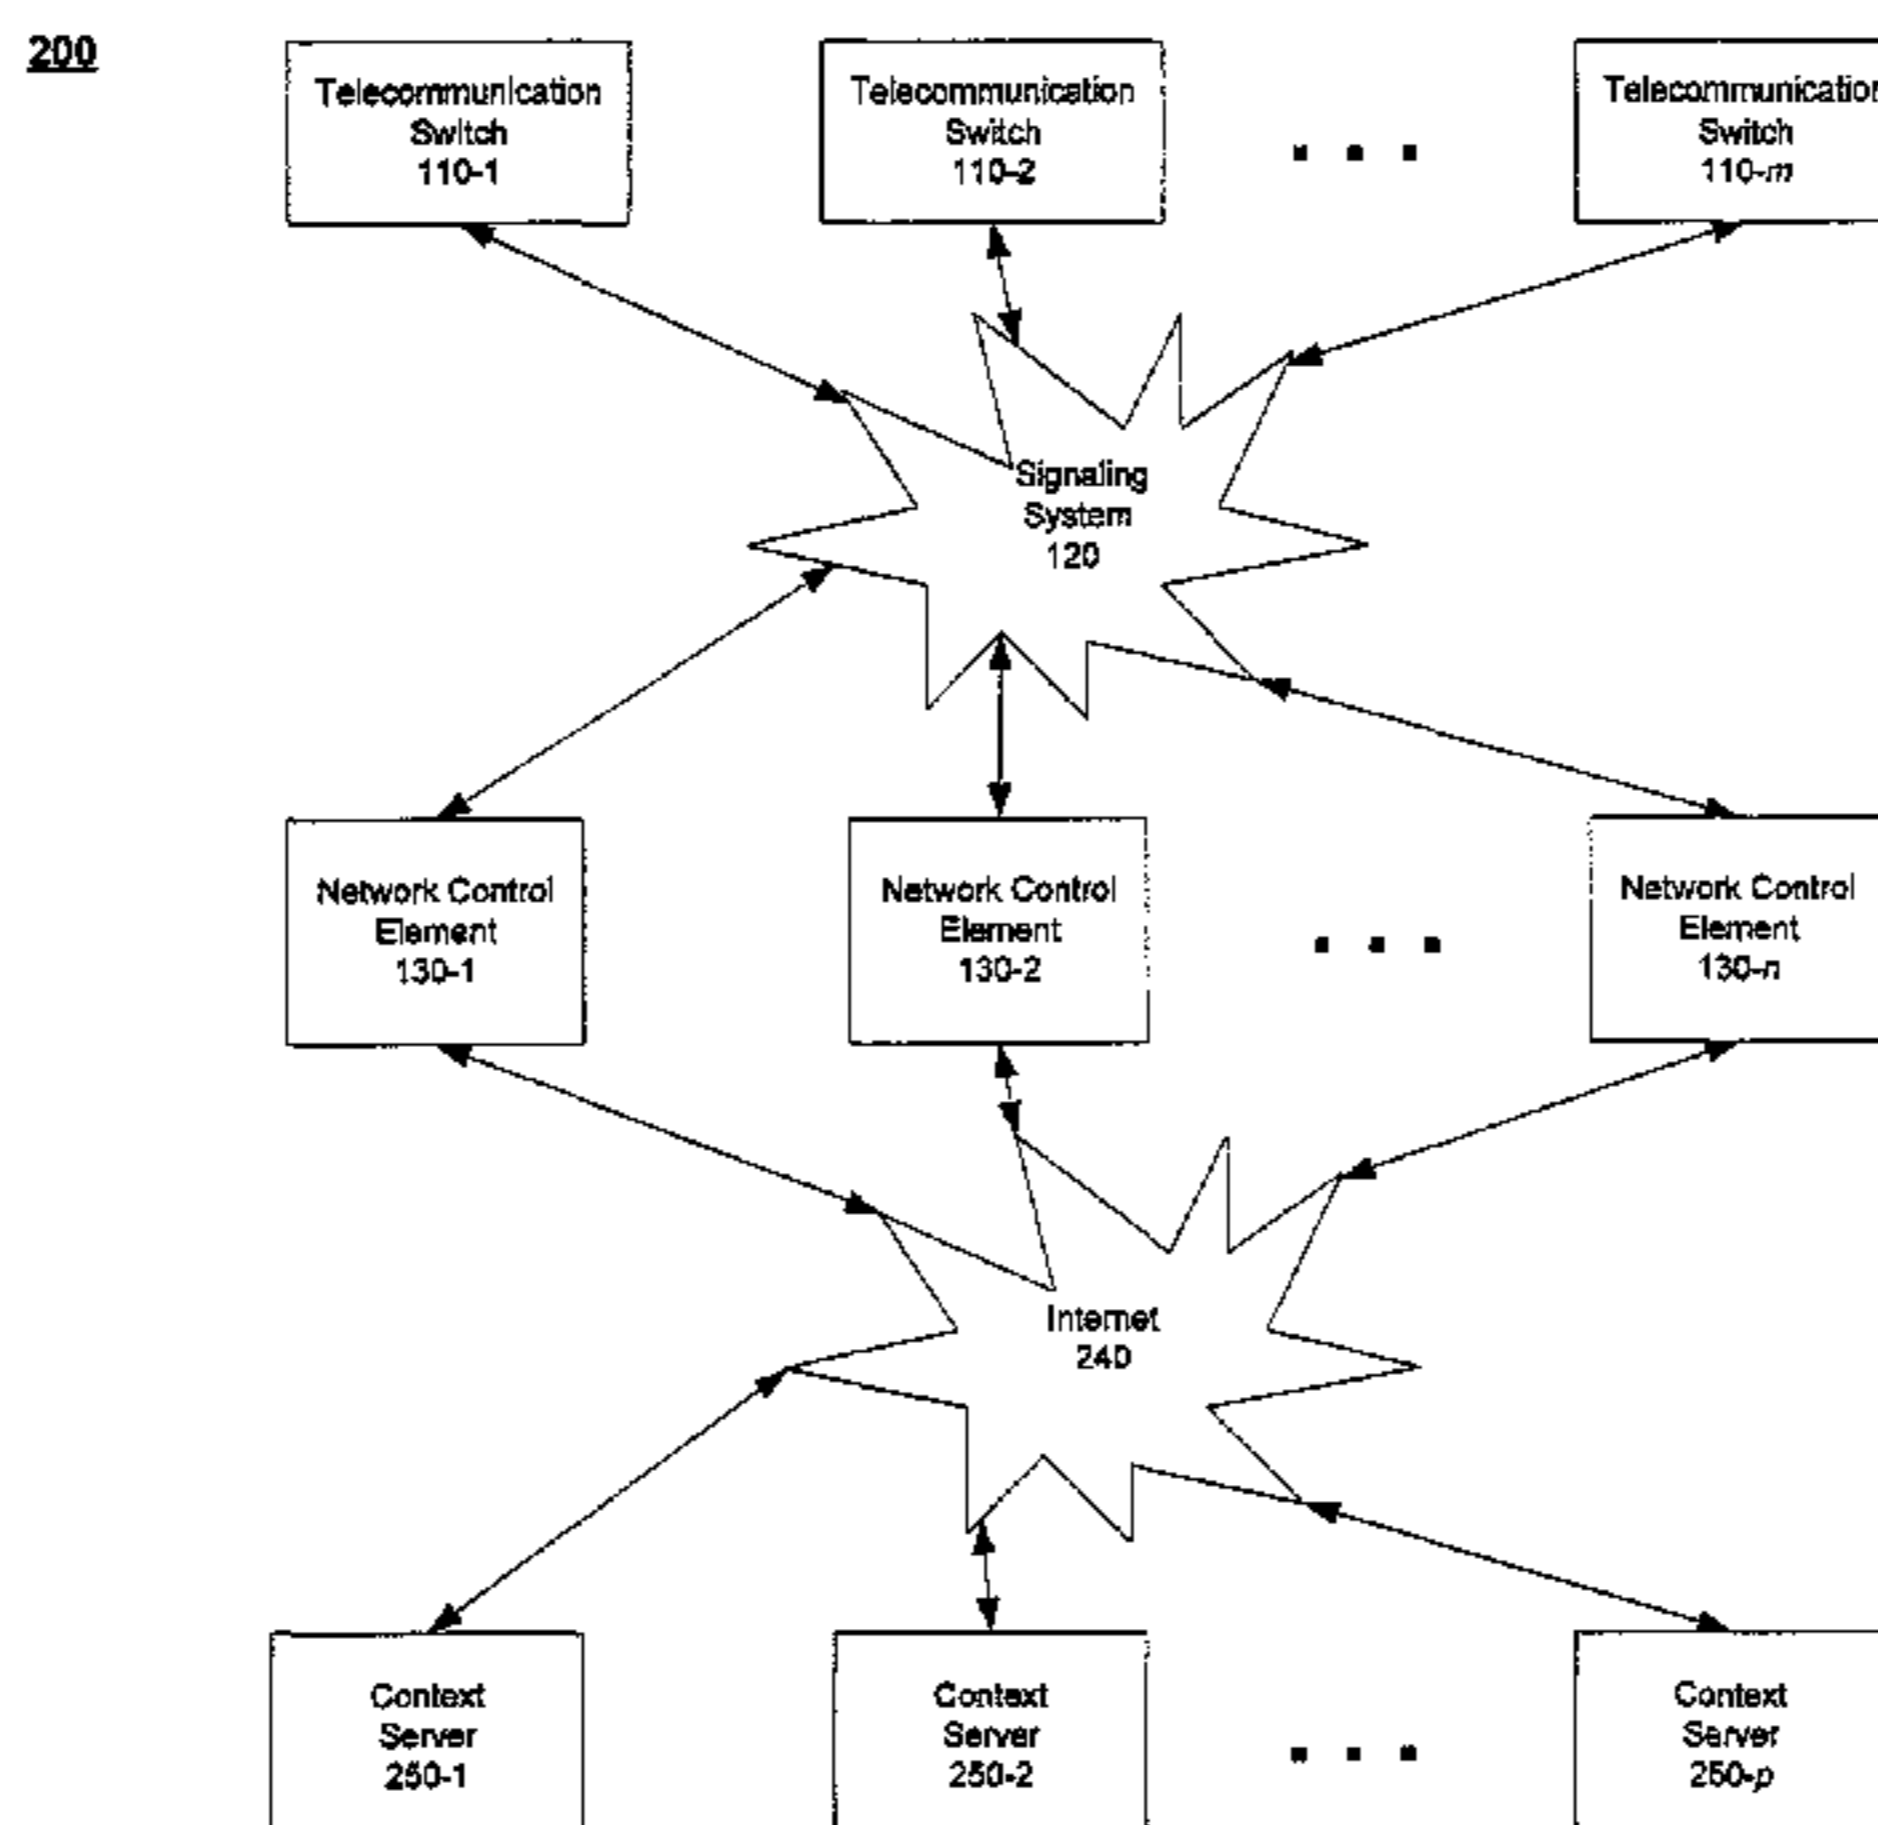 200
Telecommunication
Switch
110-1
Telecommunication
Switch
110-2
Telecommunication
Switch
110-m
Signaling
System
120
Network Control
Element
130-1
Network Control
Element
130-2
Network Control
Element
130-n
Internet
240
Context
Server
250-1
Context
Server
250-2
Context
Server
250-p